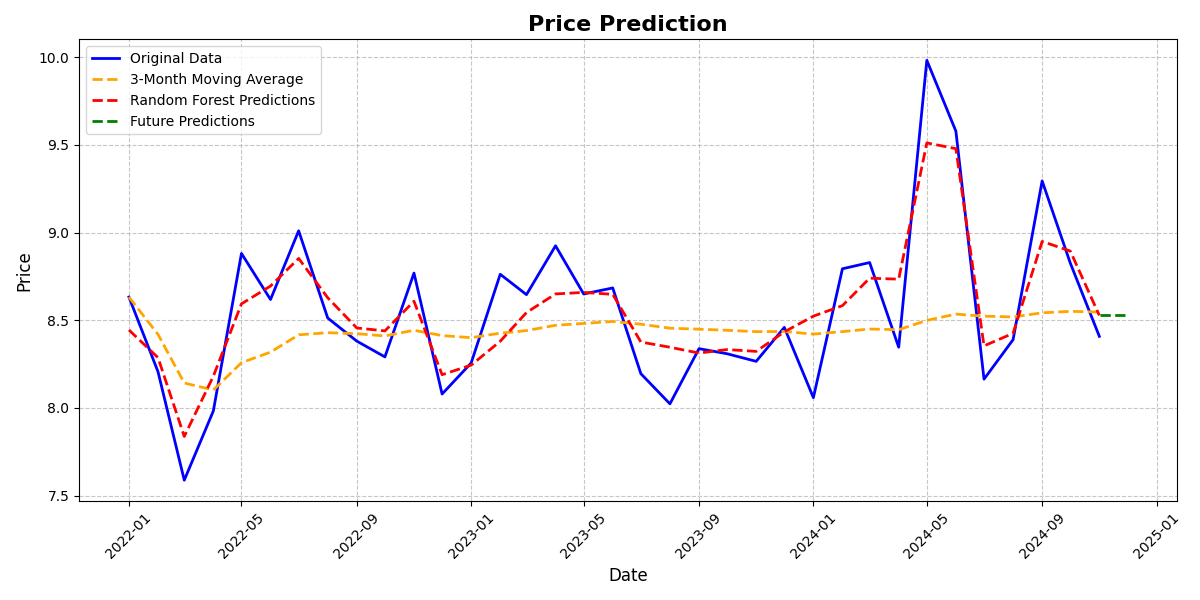 Price Prediction
Original Data
3-Month Moving Average
Random Forest Predictions
Future Predictions
Price
10.0
9.5
9.0
8.5
8.0
7.5
2022-01
2022-05
2022-09
2023-01
2023-05
2023-09
2024-01
2024-05
2024-09
2025-01
Date